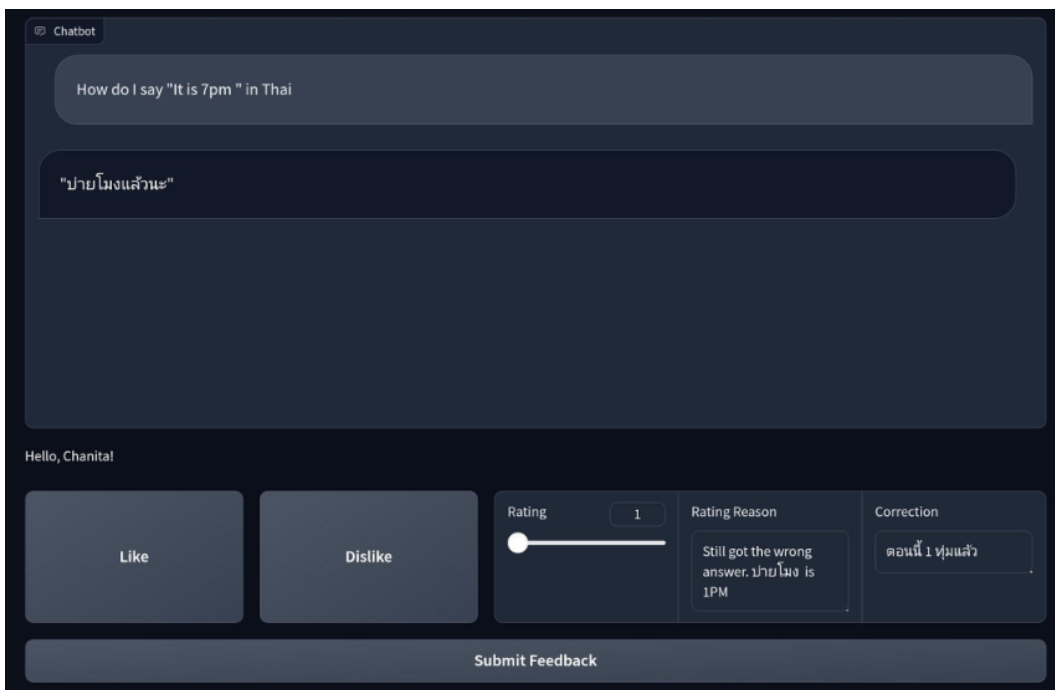 Chatbot
How do I say "It is 7pm " in Thai
"บ่ายโมงแล้วนะ"
Hello, Chanita!
Like
Dislike
Rating
1
Rating Reason
Still got the wrong
answer. บ่ายโมง is
1PM
Correction
ตอนนี้ 1 ทุ่มแล้ว
Submit Feedback